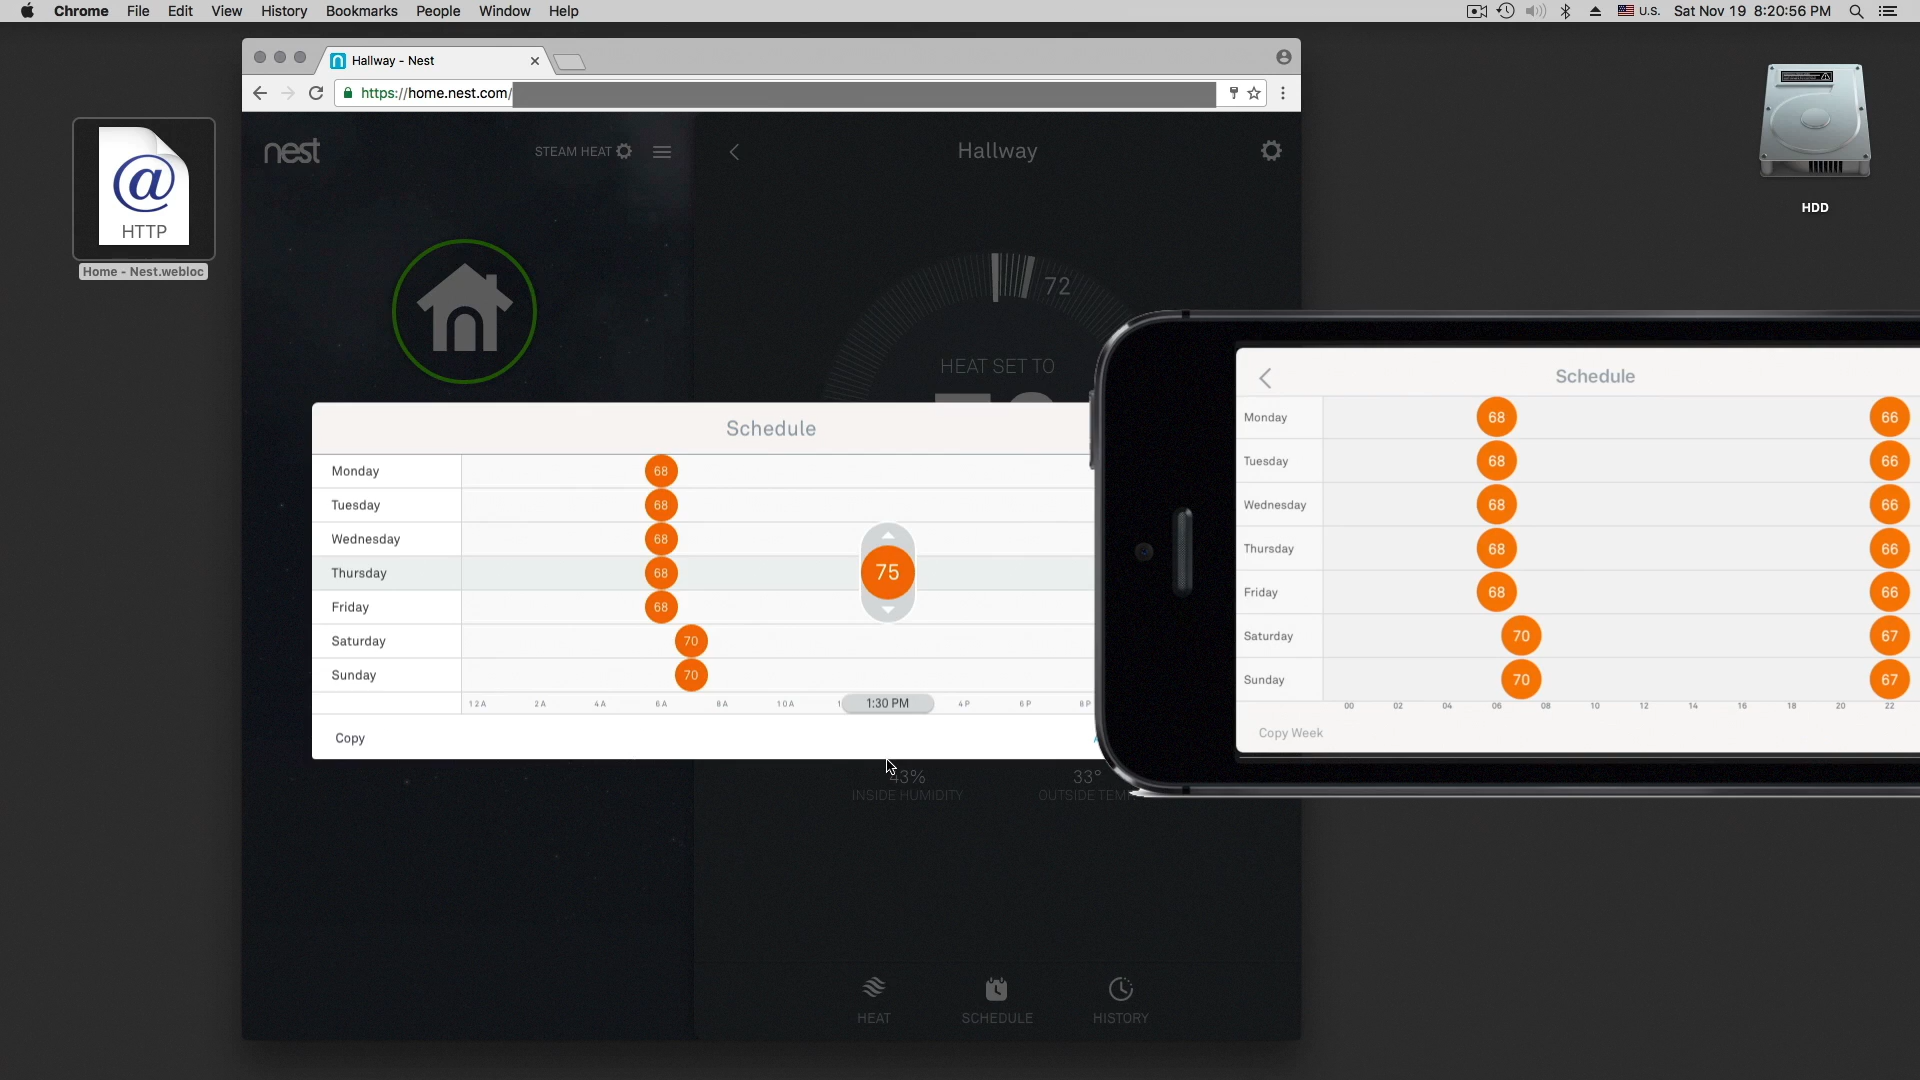 Chrome File Edit View History Bookmarks People Window Help
U.S. Sat Nov 19 8:20:56 PM
Hallway - Nest
https://home.nest.com/
HTTP
Home - Nest.webloc
HDD
nest
STEAM HEAT
Hallway
72
HEAT SET TO
Schedule
Monday 68
Tuesday 68
Wednesday 68
Thursday 68 75
Friday 68
Saturday 70
Sunday 70
12A 2A 4A 6A 8A 10A 1:30 PM 4P 6P 8P
Copy
43%
INSIDE HUMIDITY
33°
OUTSIDE TEM
HEAT
SCHEDULE
HISTORY
Schedule
Monday 68 66
Tuesday 68 66
Wednesday 68 66
Thursday 68 66
Friday 68 66
Saturday 70 67
Sunday 70 67
00 02 04 06 08 10 12 14 16 18 20 22
Copy Week